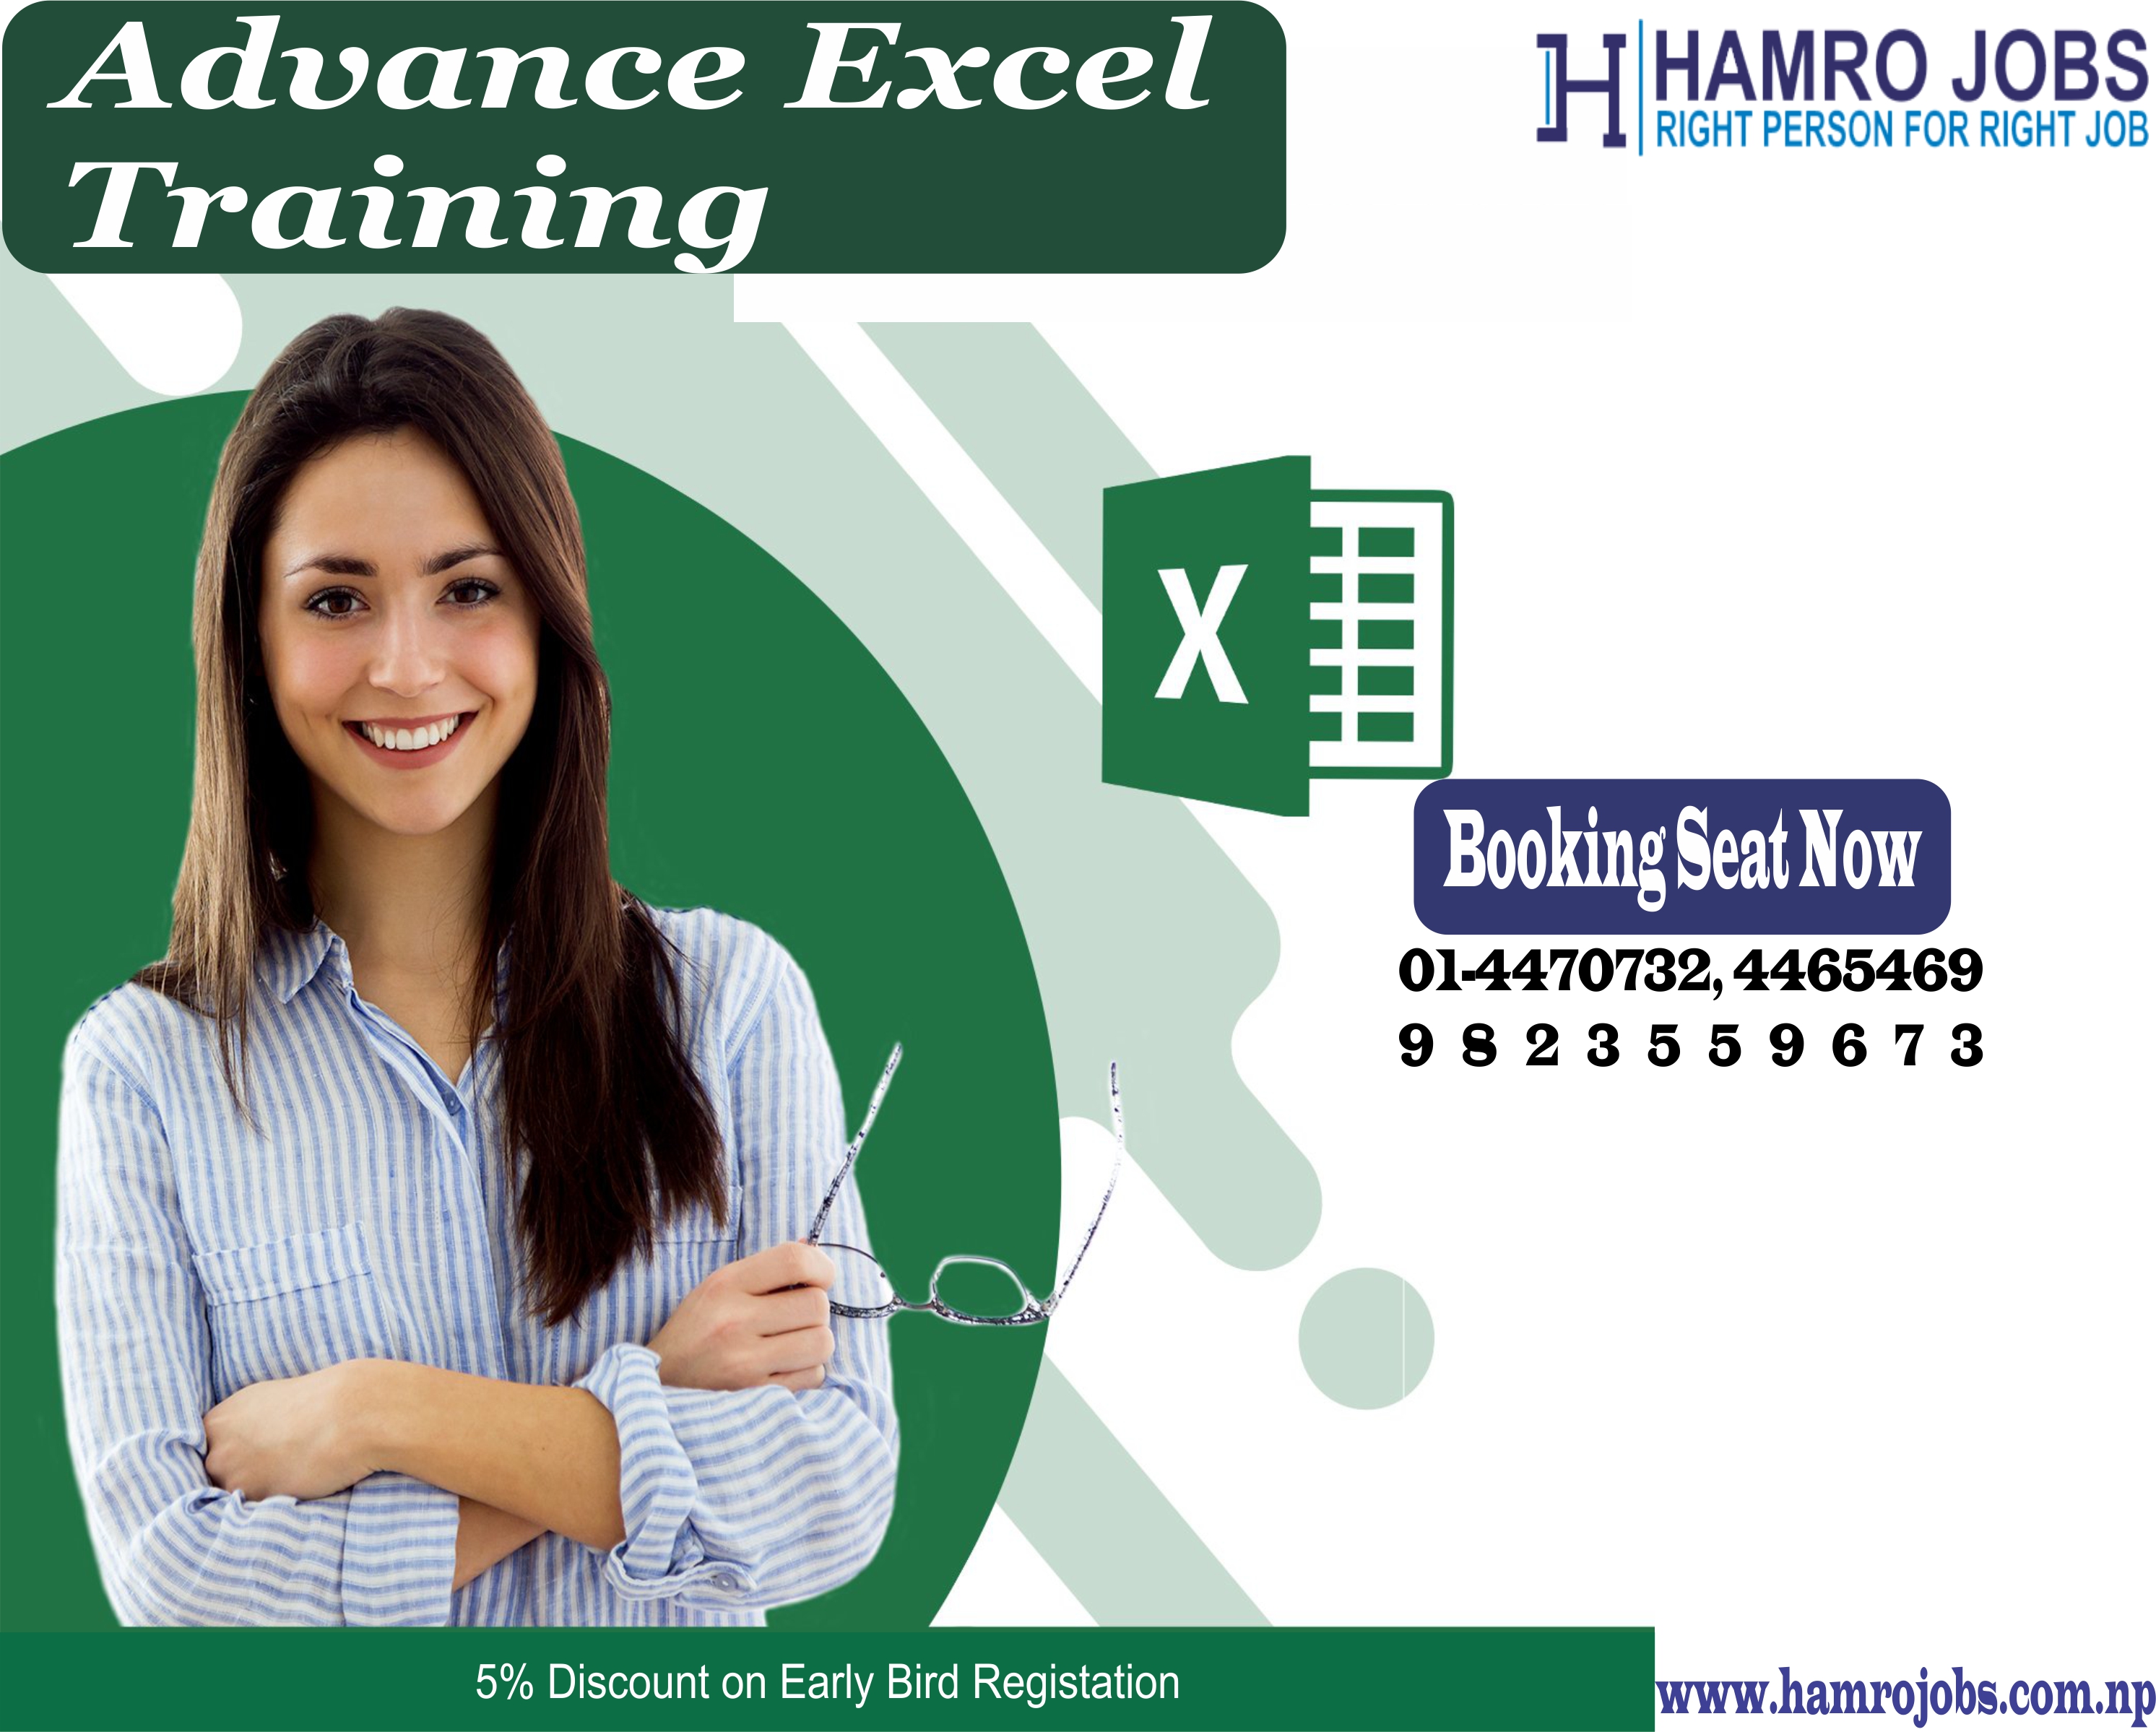 Advance Excel
Training
HAMRO JOBS
RIGHT PERSON FOR RIGHT JOB
X
Booking Seat Now
01-4470732, 4465469
9 8 2 3 5 5 9 6 7 3
5% Discount on Early Bird Registation
www.hamrojobs.com.np